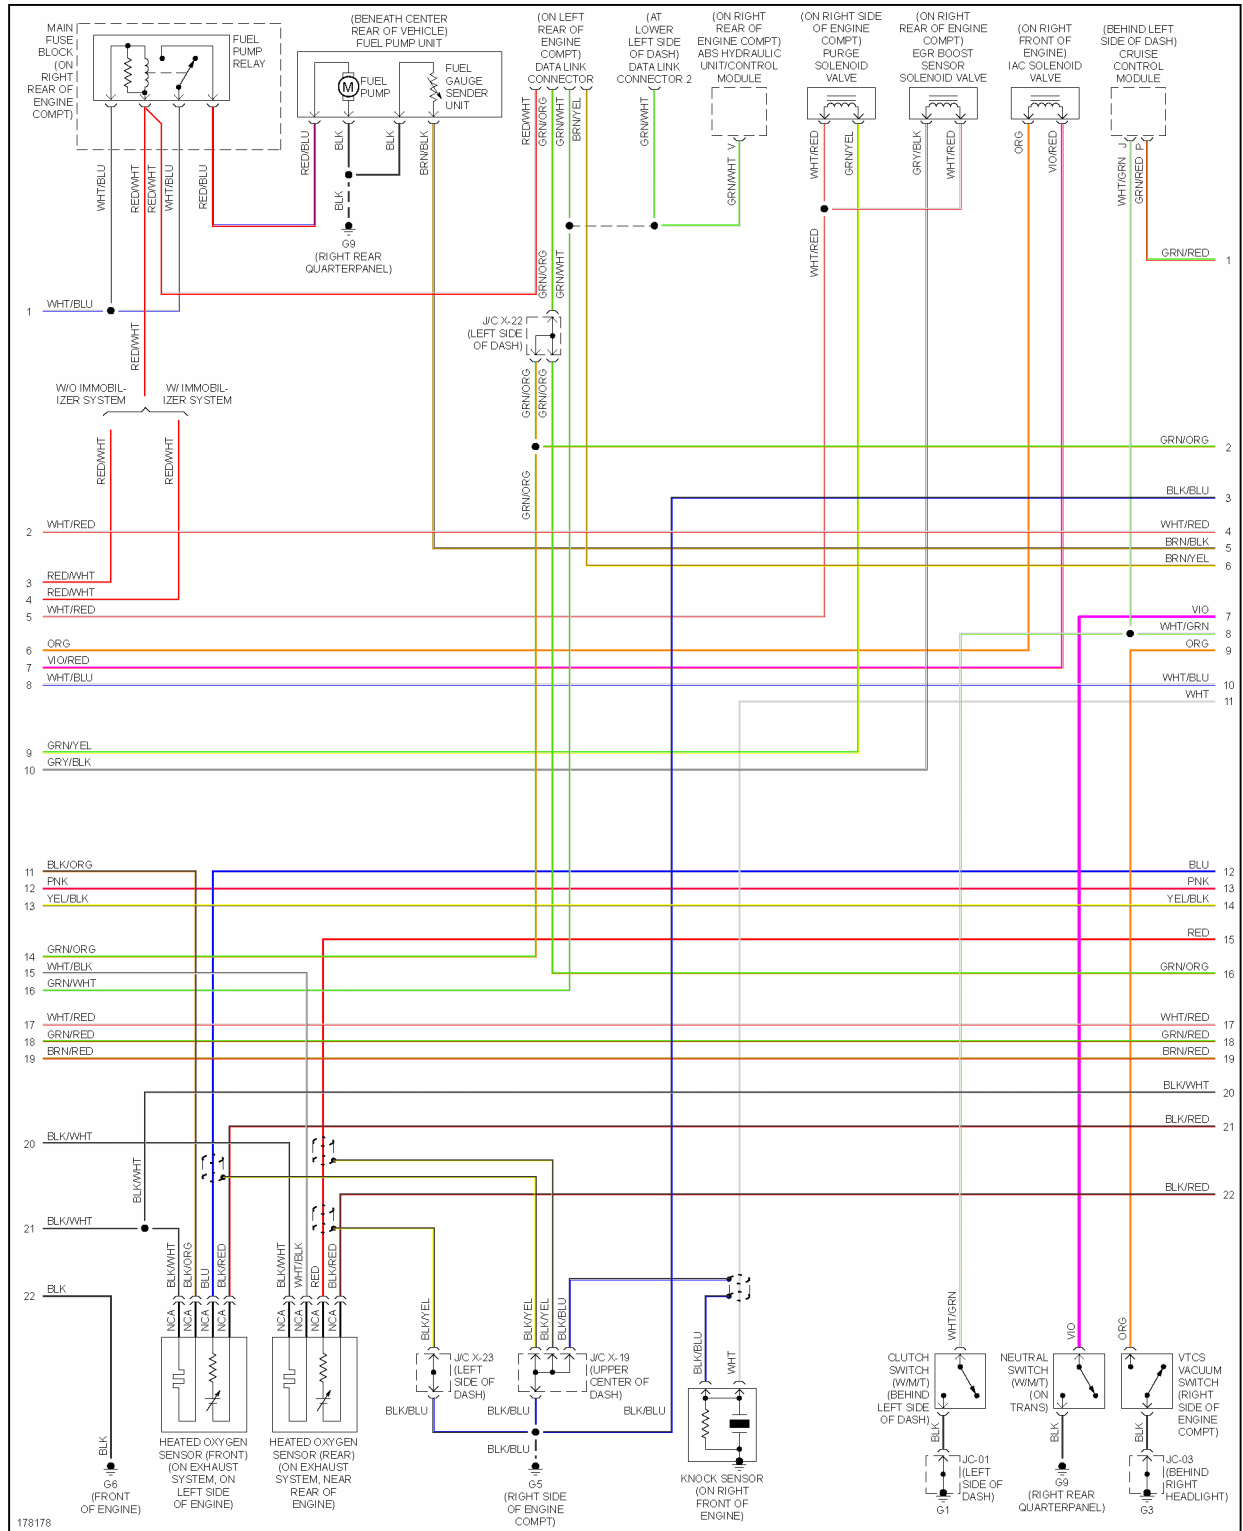 MAIN
FUSE
BLOCK
(ON
RIGHT
REAR OF
ENGINE
COMPT)
FUEL
PUMP
RELAY
(BENEATH CENTER
REAR OF VEHICLE)
FUEL PUMP UNIT
M
FUEL
PUMP
FUEL
GAUGE
SENDER
UNIT
(ON LEFT
REAR OF
ENGINE
COMPT)
DATA LINK
CONNECTOR
(AT
LOWER
LEFT SIDE
OF DASH)
DATA LINK
CONNECTOR 2
(ON RIGHT
REAR OF
ENGINE COMPT)
ABS HYDRAULIC
UNIT/CONTROL
MODULE
(ON RIGHT SIDE
OF ENGINE
COMPT)
PURGE
SOLENOID
VALVE
(ON RIGHT
REAR OF ENGINE
COMPT)
EGR BOOST
SENSOR
SOLENOID VALVE
(ON RIGHT
FRONT OF
ENGINE)
IAC SOLENOID
VALVE
(BEHIND LEFT
SIDE OF DASH)
CRUISE
CONTROL
MODULE
WHT/BLU
RED/WHT
RED/WHT
WHT/BLU
RED/BLU
RED/BLU
BLK
BLK
BRN/BLK
BLK
G9
(RIGHT REAR
QUARTERPANEL)
RED/WHT
GRN/ORG
GRN/WHT
BRN/YEL
GRN/WHT
GRN/WHT V
WHT/RED
GRN/YEL
GRY/BLK
WHT/RED
ORG
VIO/RED
WHT/GRN J
GRN/RED P
WHT/RED
GRN/ORG
GRN/WHT
GRN/RED 1
1 WHT/BLU
RED/WHT
J/C X-22
(LEFT SIDE
OF DASH)
GRN/ORG
GRN/ORG
W/O IMMOBIL-
IZER SYSTEM
W/ IMMOBIL-
IZER SYSTEM
RED/WHT
RED/WHT
GRN/ORG
GRN/ORG 2
BLK/BLU 3
2 WHT/RED
WHT/RED 4
BRN/BLK 5
BRN/YEL 6
3 RED/WHT
4 RED/WHT
5 WHT/RED
VIO 7
WHT/GRN 8
6 ORG
ORG 9
7 VIO/RED
8 WHT/BLU
WHT/BLU 10
WHT 11
9 GRN/YEL
10 GRY/BLK
11 BLK/ORG
BLU 12
12 PNK
PNK 13
13 YEL/BLK
YEL/BLK 14
RED 15
14 GRN/ORG
15 WHT/BLK
GRN/ORG 16
16 GRN/WHT
17 WHT/RED
WHT/RED 17
18 GRN/RED
GRN/RED 18
19 BRN/RED
BRN/RED 19
BLK/WHT 20
BLK/RED 21
20 BLK/WHT
BLK/WHT
BLK/RED 22
21 BLK/WHT
BLK/WHT
BLK/ORG
BLU
BLK/RED
BLK/WHT
WHT/BLK
RED
BLK/RED
22 BLK
NCA
NCA
NCA
NCA
NCA
NCA
NCA
NCA
BLK/YEL
BLK/YEL
BLK/YEL
BLK/BLU
BLK/BLU
WHT
WHT/GRN
VIO
ORG
J/C X-23
(LEFT
SIDE OF
DASH)
J/C X-19
(UPPER
CENTER OF
DASH)
CLUTCH
SWITCH
(W/M/T)
(BEHIND
LEFT SIDE
OF DASH)
NEUTRAL
SWITCH
(W/M/T)
(ON
TRANS)
VTCS
VACUUM
SWITCH
(RIGHT
SIDE OF
ENGINE
COMPT)
BLK/BLU
BLK/BLU
BLK/BLU
BLK
BLK
BLK
BLK
BLK/BLU
HEATED OXYGEN
SENSOR (FRONT)
(ON EXHAUST
SYSTEM, ON
LEFT SIDE
OF ENGINE)
HEATED OXYGEN
SENSOR (REAR)
(ON EXHAUST
SYSTEM, NEAR
REAR OF
ENGINE)
G6
(FRONT
OF ENGINE)
G5
(RIGHT SIDE
OF ENGINE
COMPT)
KNOCK SENSOR
(ON RIGHT
FRONT OF
ENGINE)
JC-01
(LEFT
SIDE OF
DASH)
G1
G9
(RIGHT REAR
QUARTERPANEL)
JC-03
(BEHIND
RIGHT
HEADLIGHT)
G3
178178